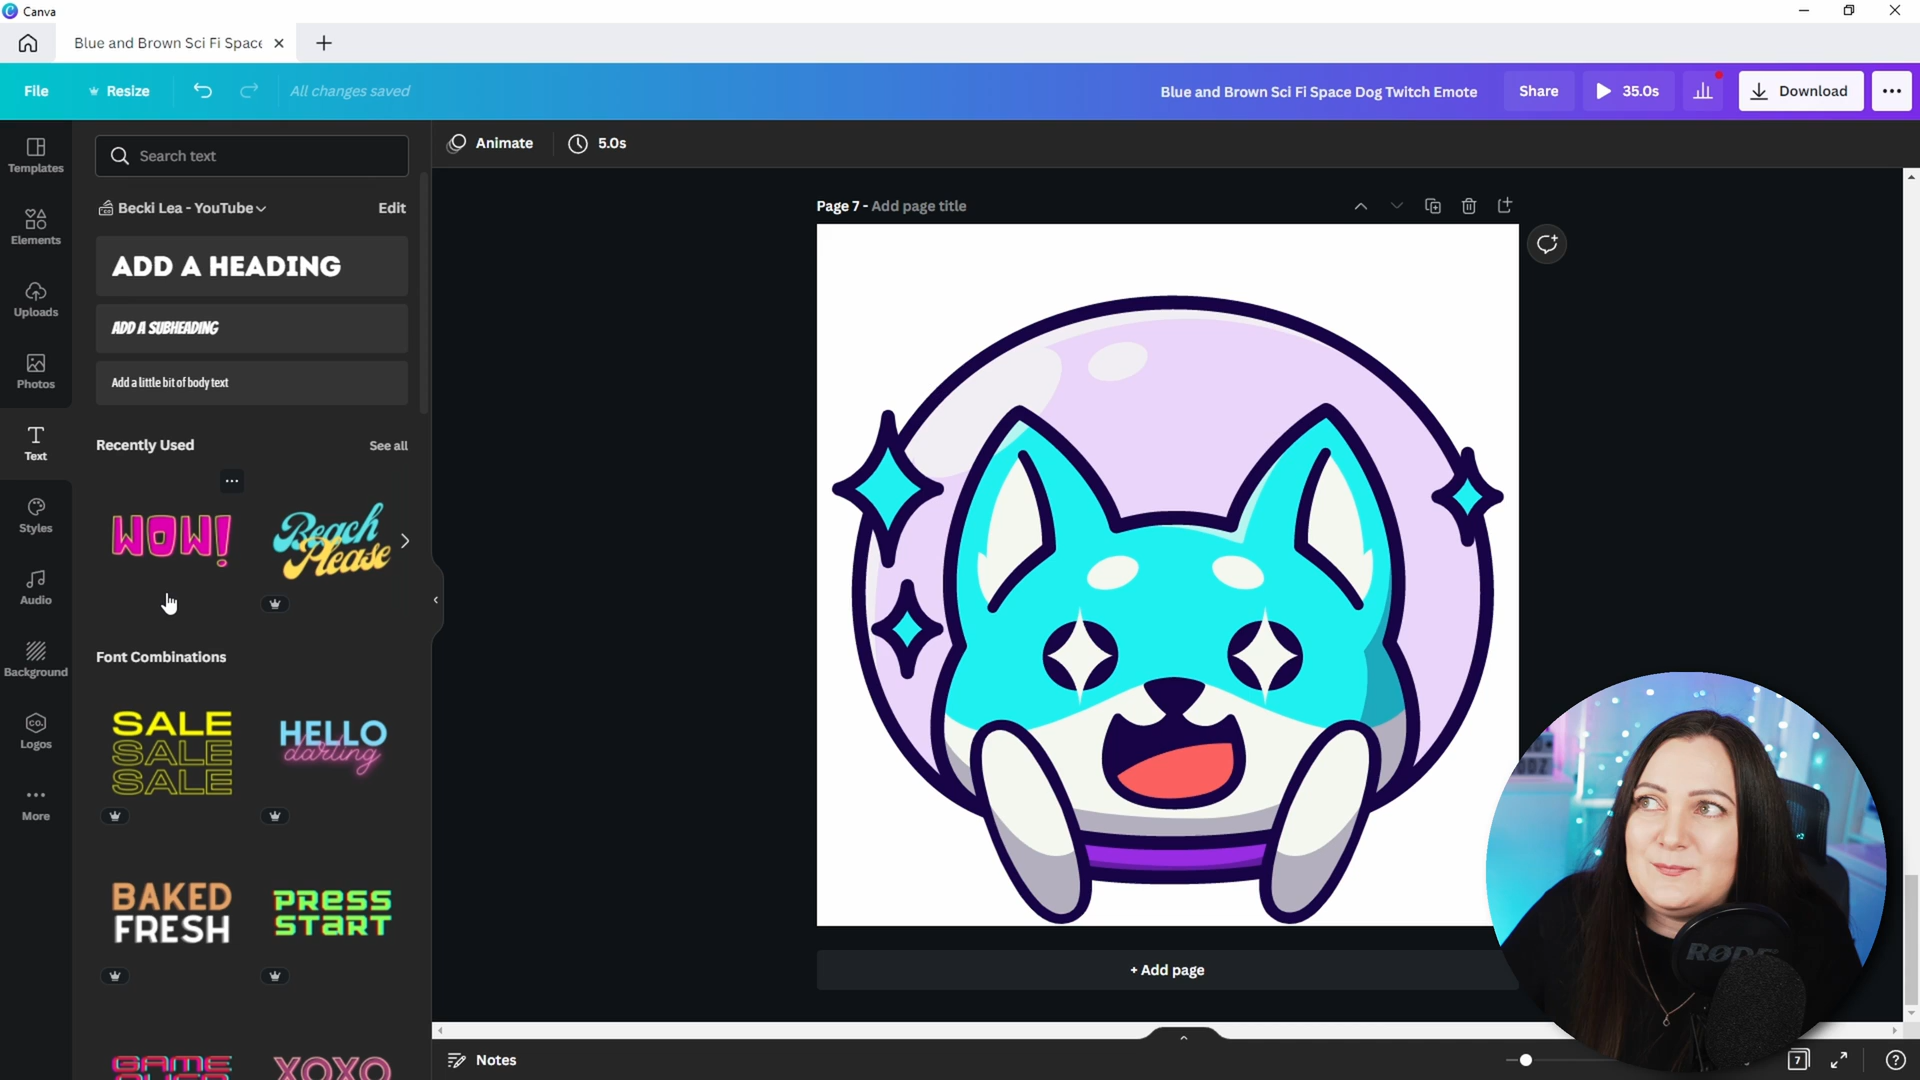 Canva
Blue and Brown Sci Fi Space
File
Resize
All changes saved
Blue and Brown Sci Fi Space Dog Twitch Emote
Share
35.0s
Download
Templates
Elements
Uploads
Photos
Text
Styles
Audio
Background
CO.
Logos
More
Search text
Becki Lea - YouTube
Edit
ADD A HEADING
ADD A SUBHEADING
Add a little bit of body text
Recently Used
See all
WOW!
Beach
Please
Font Combinations
SALE
SALE
SALE
HELLO
darling
BAKED
FRESH
PRESS
START
GAME
OVER
XOXO
Animate
5.0s
Page 7 - Add page title
+ Add page
Notes
7
RØDE